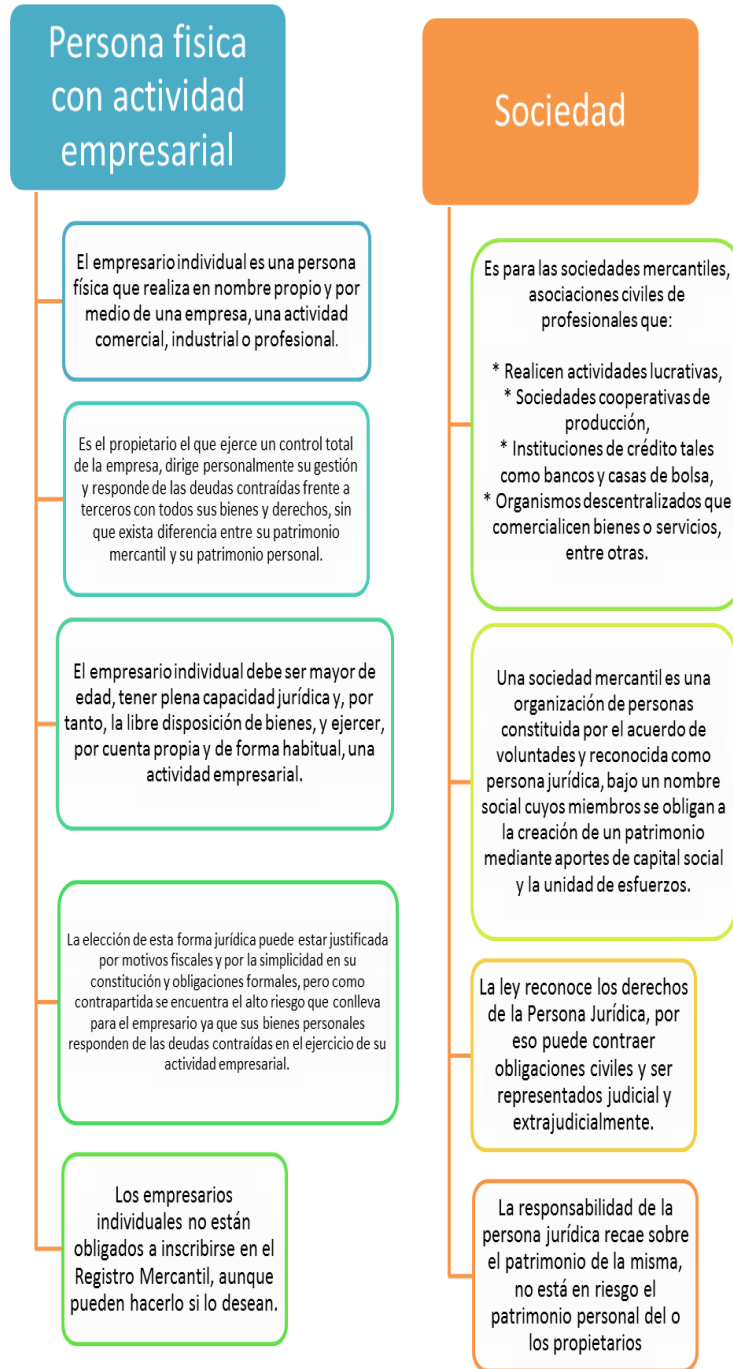 Persona fisica
con actividad
empresarial
El empresario individual es una persona
física que realiza en nombre propio y por
medio de una empresa, una actividad
comercial, industrial o profesional.
Es el propietario el que ejerce un control total
de la empresa, dirige personalmente su gestión
y responde de las deudas contraídas frente a
terceros con todos sus bienes y derechos, sin
que exista diferencia entre su patrimonio
mercantil y su patrimonio personal.
El empresario individual debe ser mayor de
edad, tener plena capacidad jurídica y, por
tanto, la libre disposición de bienes, y ejercer,
por cuenta propia y de forma habitual, una
actividad empresarial.
La elección de esta forma jurídica puede estar justificada
por motivos fiscales y por la simplicidad en su
constitución y obligaciones formales, pero como
contrapartida se encuentra el alto riesgo que conlleva
para el empresario ya que sus bienes personales
responden de las deudas contraídas en el ejercicio de su
actividad empresarial.
Los empresarios
individuales no están
obligados a inscribirse en el
Registro Mercantil, aunque
pueden hacerlo si lo desean.
Sociedad
Es para las sociedades mercantiles,
asociaciones civiles de
profesionales que:
* Realicen actividades lucrativas,
* Sociedades cooperativas de
producción,
* Instituciones de crédito tales
como bancos y casas de bolsa,
* Organismos descentralizados que
comercialicen bienes o servicios,
entre otras.
Una sociedad mercantil es una
organización de personas
constituida por el acuerdo de
voluntades y reconocida como
persona jurídica, bajo un nombre
social cuyos miembros se obligan a
la creación de un patrimonio
mediante aportes de capital social
y la unidad de esfuerzos.
La ley reconoce los derechos
de la Persona Jurídica, por
eso puede contraer
obligaciones civiles y ser
representados judicial y
extrajudicialmente.
La responsabilidad de la
persona jurídica recae sobre
el patrimonio de la misma,
no está en riesgo el
patrimonio personal del o
los propietarios